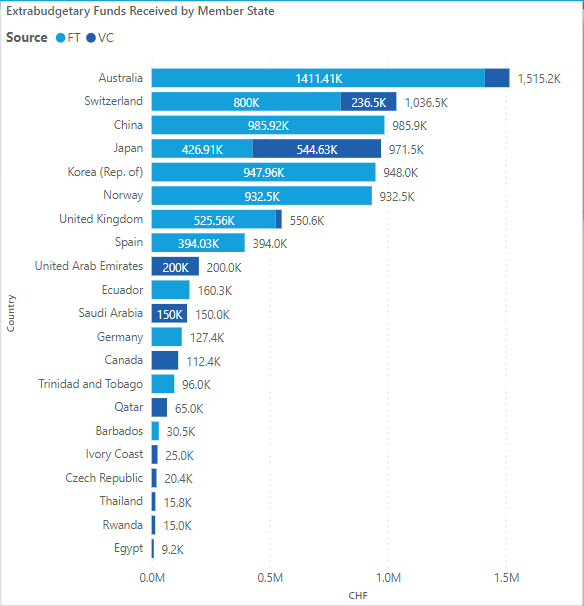 Extrabudgetary Funds Received by Member State
Source FT VC
Australia 1411.41K 1,515.2K
Switzerland 800K 236.5K 1,036.5K
China 985.92K 985.9K
Japan 426.91K 544.63K 971.5K
Korea (Rep. of) 947.96K 948.0K
Norway 932.5K 932.5K
United Kingdom 525.56K 550.6K
Spain 394.03K 394.0K
United Arab Emirates 200K 200.0K
Ecuador 160.3K
Saudi Arabia 150K 150.0K
Germany 127.4K
Canada 112.4K
Trinidad and Tobago 96.0K
Qatar 65.0K
Barbados 30.5K
Ivory Coast 25.0K
Czech Republic 20.4K
Thailand 15.8K
Rwanda 15.0K
Egypt 9.2K
Country
0.0M 0.5M 1.0M 1.5M
CHF